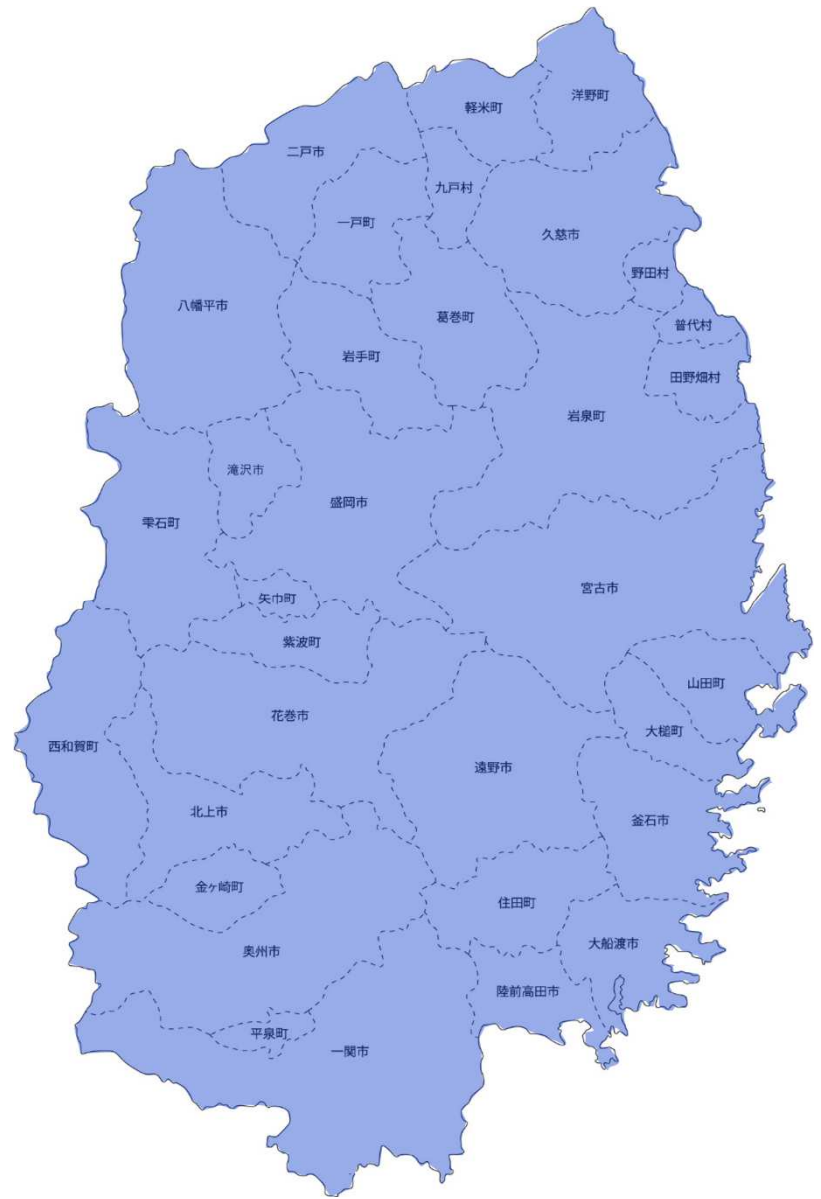 洋野町
軽米町
二戸市
九戸村
一戸町
久慈市
野田村
八幡平市
葛巻町
普代村
岩手町
田野畑村
岩泉町
滝沢市
盛岡市
雫石町
宮古市
矢巾町
紫波町
山田町
花巻市
大槌町
西和賀町
遠野市
北上市
釜石市
金ヶ崎町
住田町
奥州市
大船渡市
陸前高田市
平泉町
一関市